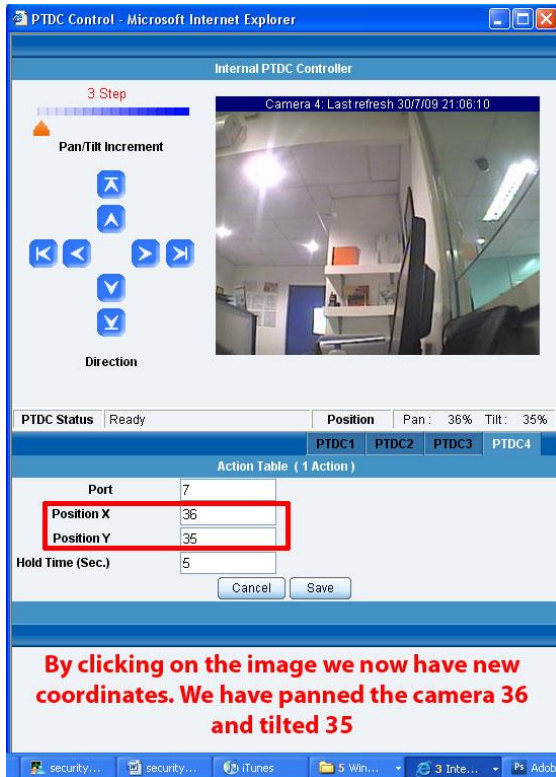 PTDC Control - Microsoft Internet Explorer
Internal PTDC Controller
3 Step
Pan/Tilt Increment
Direction
Camera 4: Last refresh 30/7/09 21:06:10
PTDC Status Ready Position Pan : 36% Tilt : 35%
PTDC1 PTDC2 PTDC3 PTDC4
Action Table ( 1 Action )
Port 7
Position X 36
Position Y 35
Hold Time (Sec.) 5
Cancel Save
By clicking on the image we now have new
coordinates. We have panned the camera 36
and tilted 35
security... security... iTunes 5 Win... 3 Inte... Ps Adob